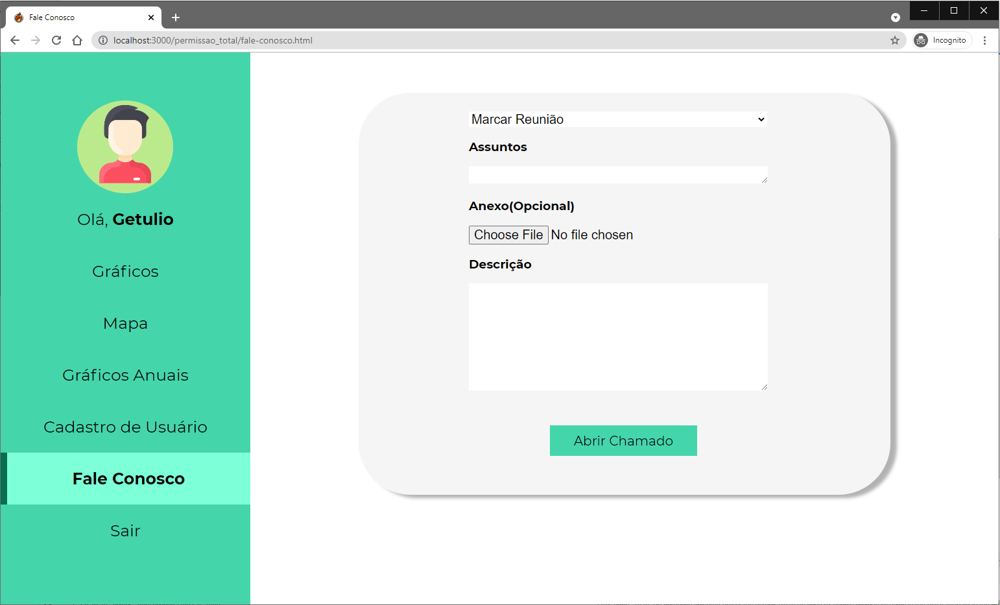 Fale Conosco
localhost:3000/permissao_total/fale-conosco.html
Incognito
Olá, Getulio
Gráficos
Mapa
Gráficos Anuais
Cadastro de Usuário
Fale Conosco
Sair
Marcar Reunião
Assuntos
Anexo(Opcional)
Choose File No file chosen
Descrição
Abrir Chamado